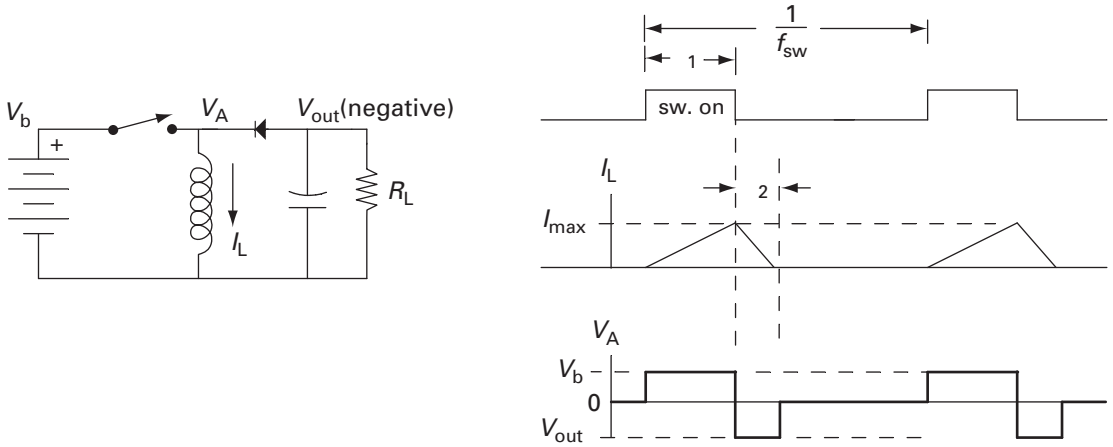 V_b
+
V_A
V_out(negative)
I_L
R_L
1
f_sw
1
sw. on
I_L
2
I_max
V_A
V_b
0
V_out